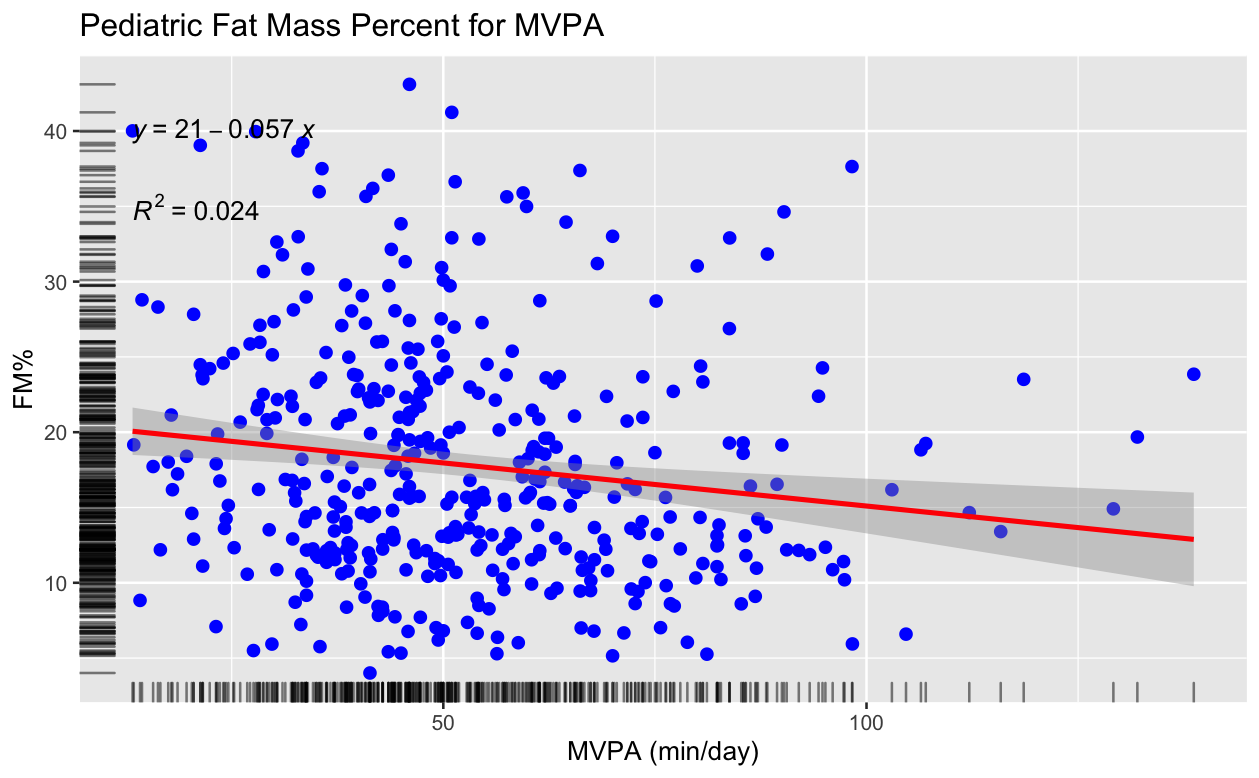 Pediatric Fat Mass Percent for MVPA
40
30
20
10
FM%
y = 21 – 0.057 x
R² = 0.024
50
100
MVPA (min/day)